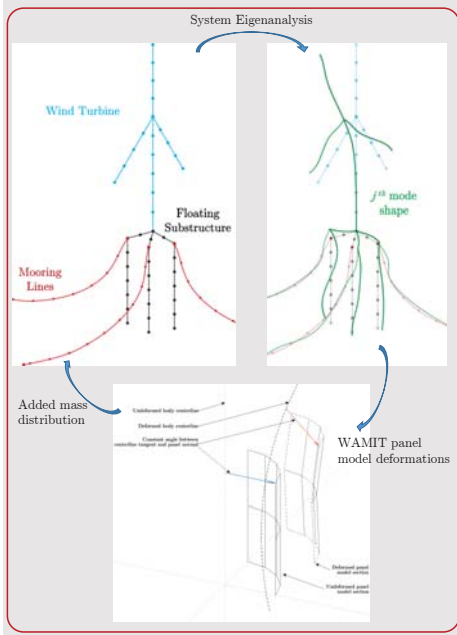 System Eigenanalysis
Wind Turbine
Floating
Substructure
Mooring
Lines
jth mode
shape
Added mass
distribution
WAMIT panel
model deformations
Undeformed body centerline
Deformed body centerline
Constant angle between
centerline tangent and panel normal
Deformed panel
model section
Undeformed panel
model section